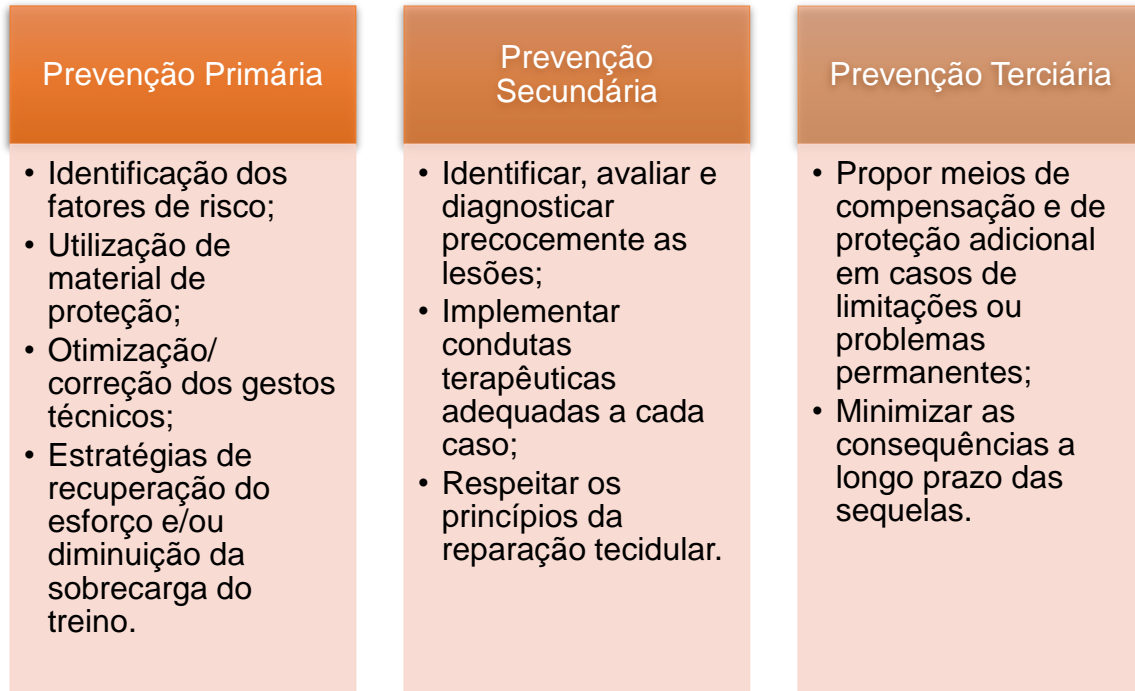 Prevenção Primária
• Identificação dos
fatores de risco;
• Utilização de
material de
proteção;
• Otimização/
correção dos gestos
técnicos;
• Estratégias de
recuperação do
esforço e/ou
diminuição da
sobrecarga do
treino.
Prevenção
Secundária
• Identificar, avaliar e
diagnosticar
precocemente as
lesões;
• Implementar
condutas
terapêuticas
adequadas a cada
caso;
• Respeitar os
princípios da
reparação tecidular.
Prevenção Terciária
• Propor meios de
compensação e de
proteção adicional
em casos de
limitações ou
problemas
permanentes;
• Minimizar as
consequências a
longo prazo das
sequelas.